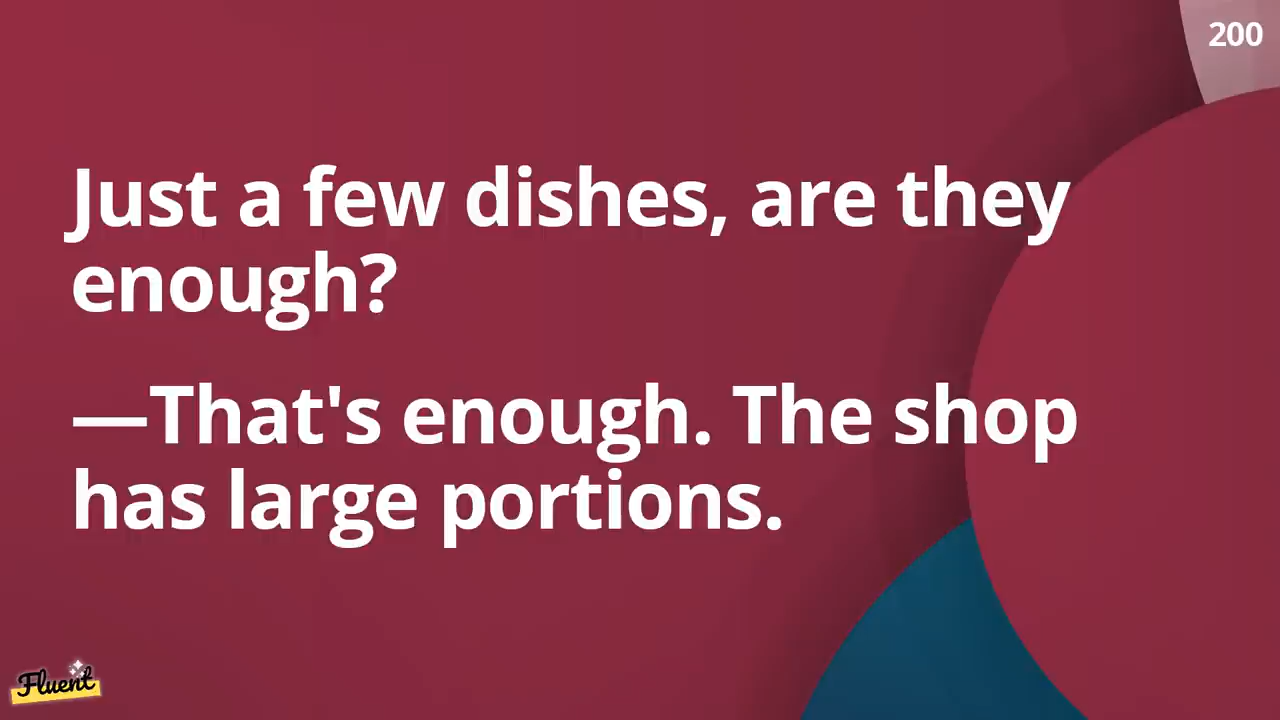 200
Just a few dishes, are they
enough?
—That's enough. The shop
has large portions.
Fluent